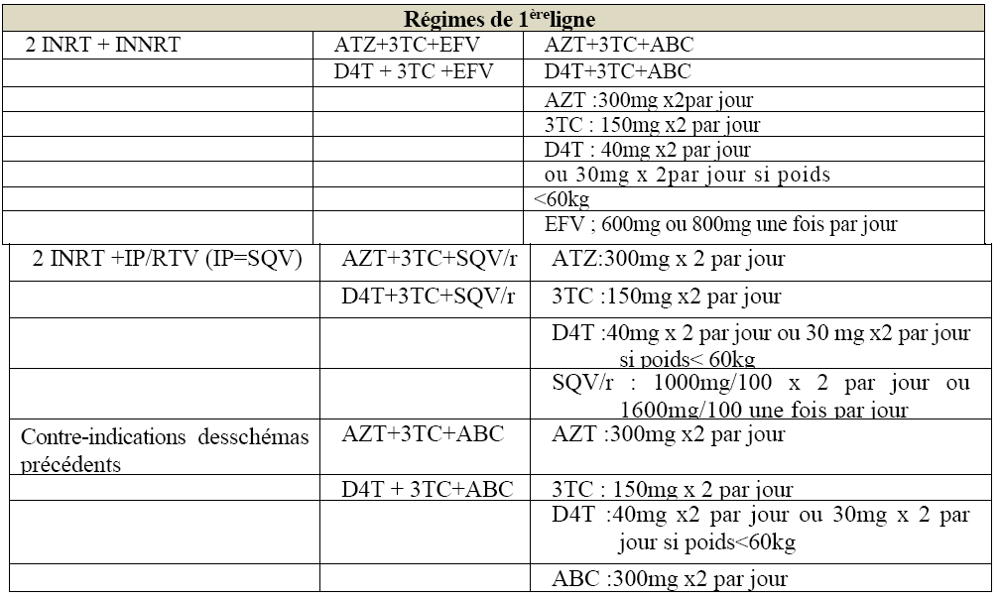 Régimes de 1èreligne
2 INRT + INNRT ATZ+3TC+EFV AZT+3TC+ABC
D4T + 3TC +EFV D4T+3TC+ABC
AZT :300mg x2par jour
3TC : 150mg x2 par jour
D4T : 40mg x2 par jour
ou 30mg x 2par jour si poids
<60kg
EFV ; 600mg ou 800mg une fois par jour
2 INRT +IP/RTV (IP=SQV) AZT+3TC+SQV/r ATZ:300mg x 2 par jour
D4T+3TC+SQV/r 3TC :150mg x2 par jour
D4T :40mg x 2 par jour ou 30 mg x2 par jour
si poids< 60kg
SQV/r : 1000mg/100 x 2 par jour ou
1600mg/100 une fois par jour
Contre-indications desschémas AZT+3TC+ABC AZT :300mg x2 par jour
précédents
D4T + 3TC+ABC 3TC : 150mg x 2 par jour
D4T :40mg x2 par jour ou 30mg x 2 par
jour si poids<60kg
ABC :300mg x2 par jour